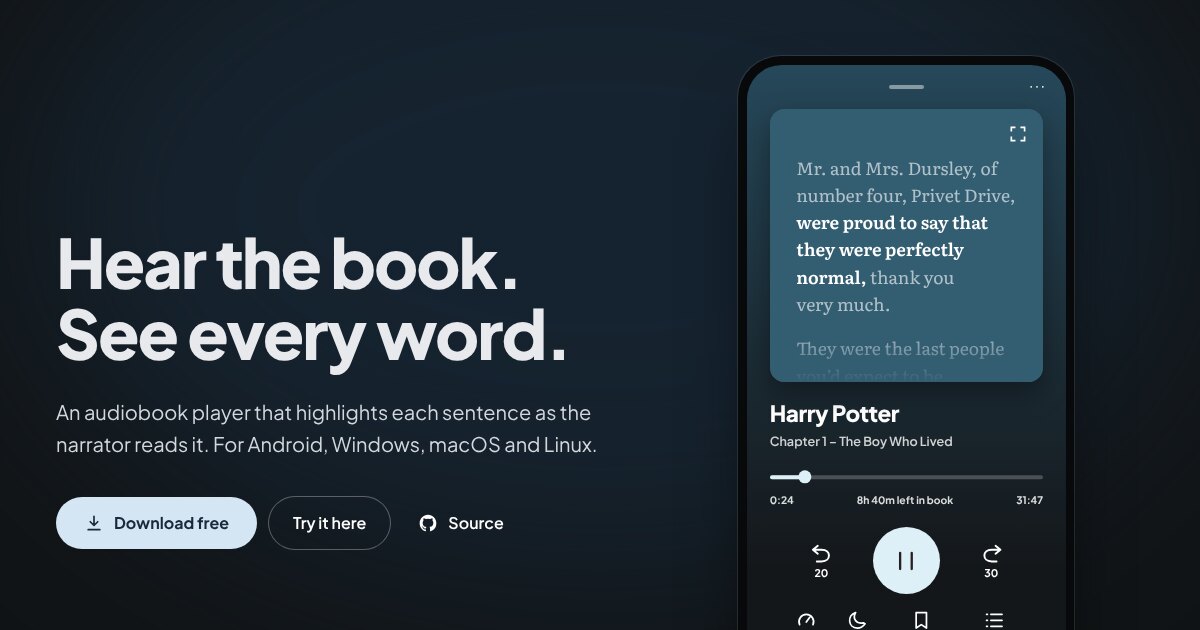 Hear the book.
See every word.
An audiobook player that highlights each sentence as the
narrator reads it. For Android, Windows, macOS and Linux.
Download free
Try it here
Source
Mr. and Mrs. Dursley, of
number four, Privet Drive,
were proud to say that
they were perfectly
normal, thank you
very much.
They were the last people
you'd expect to be
Harry Potter
Chapter 1 – The Boy Who Lived
0:24
8h 40m left in book
31:47
20
30